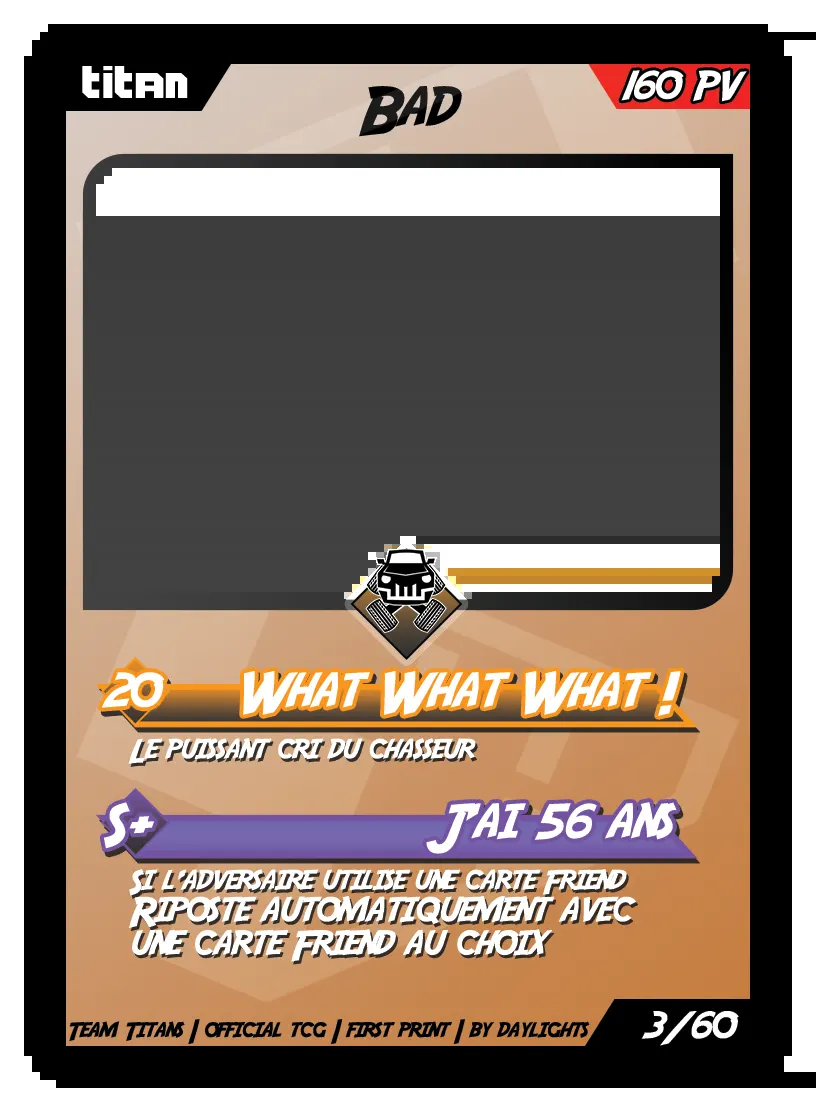 titan
Bad
160 PV
20
What What What !
Le puissant cri du chasseur
S+
J'ai 56 ans
Si l'adversaire utilise une carte Friend
Riposte automatiquement avec
une carte Friend au choix
Team Titans | official tcg | first print | by daylights
3/60